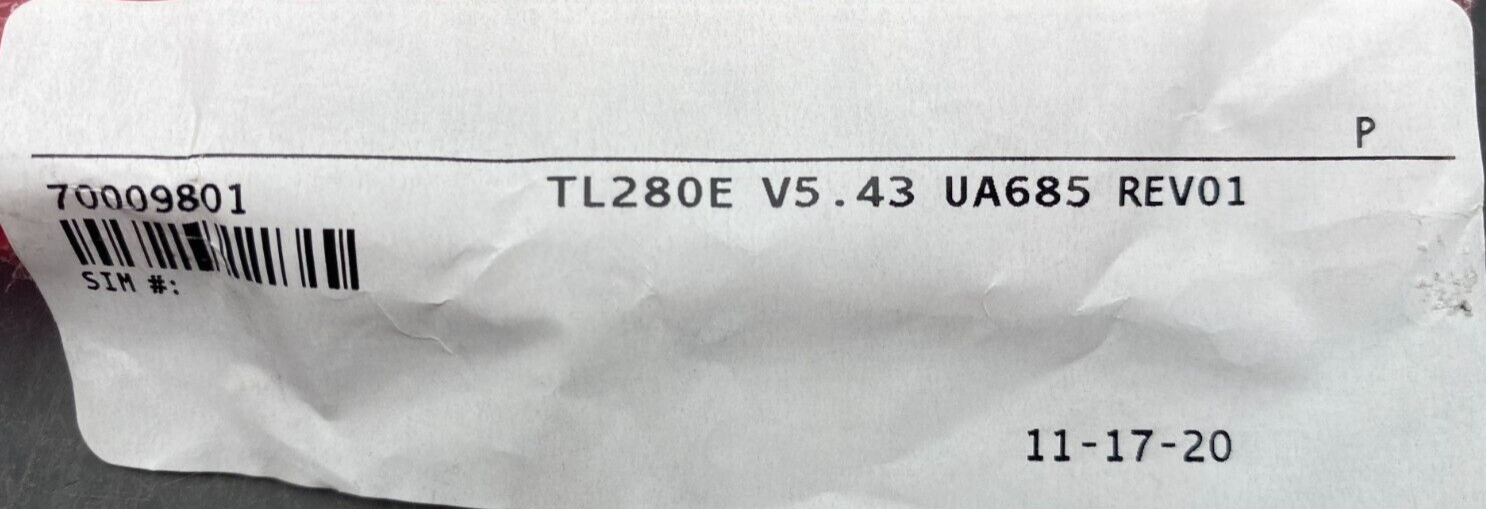 P
70009801 TL280E V5.43 UA685 REV01
SIM #:
11-17-20